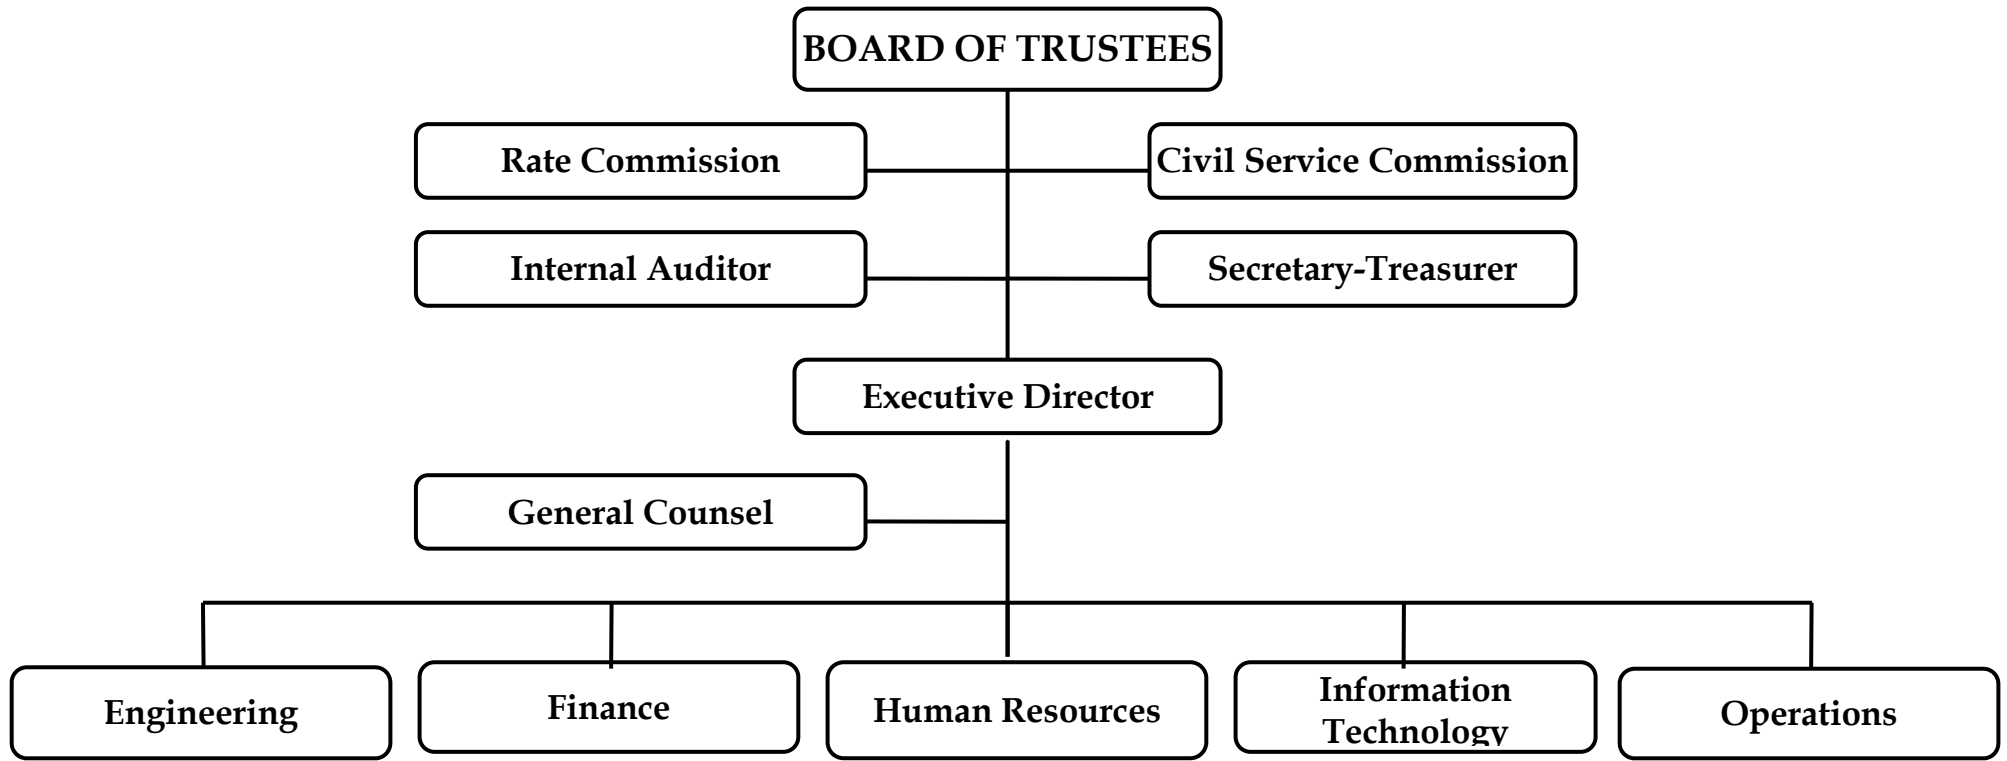 BOARD OF TRUSTEES
Rate Commission
Civil Service Commission
Internal Auditor
Secretary-Treasurer
Executive Director
General Counsel
Engineering
Finance
Human Resources
Information
Technology
Operations